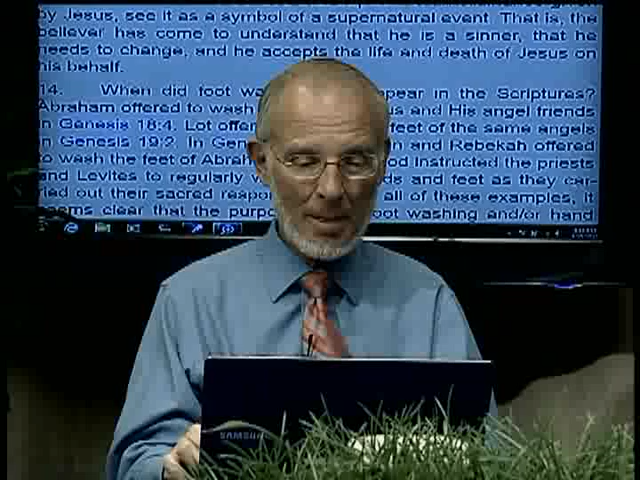 by Jesus, see it as a symbol of a supernatural event. That is, the
believer has come to understand that he is a sinner, that he
needs to change, and he accepts the life and death of Jesus on
his behalf.
14. When did foot wa pear in the Scriptures?
Abraham offered to wash us and His angel friends
in Genesis 18:4. Lot offer feet of the same angels
in Genesis 19:2. In Gene n and Rebekah offered
to wash the feet of Abrah od instructed the priests
and Levites to regularly w ds and feet as they car-
ried out their sacred respo all of these examples, it
seems clear that the purpo oot washing and/or hand
SAMSUNG